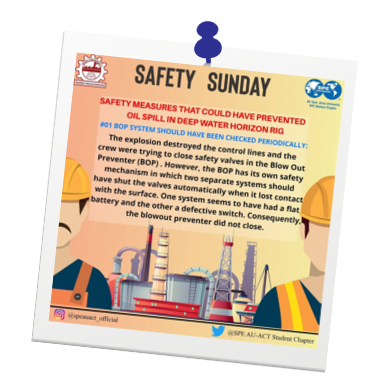 SAFETY SUNDAY
SPE
SAFETY MEASURES THAT COULD HAVE PREVENTED
OIL SPILL IN DEEP WATER HORIZON RIG
#01 BOP SYSTEM SHOULD HAVE BEEN CHECKED PERIODICALLY:
The explosion destroyed the control lines and the
crew were trying to close safety valves in the Blow Out
Preventer (BOP) . However, the BOP has its own safety
mechanism in which two separate systems should
have shut the valves automatically when it lost contact
with the surface. One system seems to have had a flat
battery and the other a defective switch. Consequently,
the blowout preventer did not close.
@speauact_official
@SPE AU-ACT Student Chapter